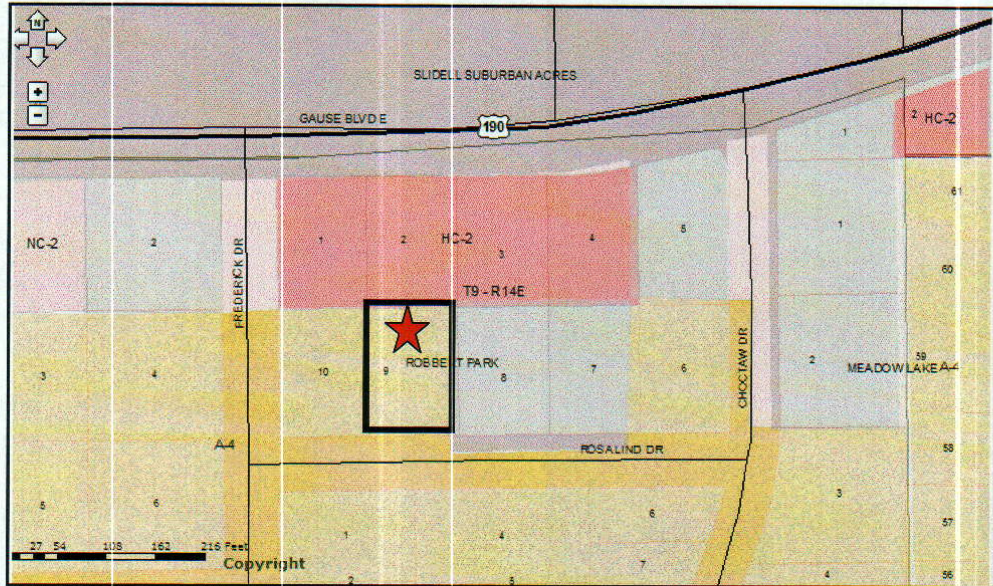 N
+
-
SLIDELL SUBURBAN ACRES
GAUSE BLVD E
190
1
2
HC-2
61
NC-2
2
1
2
HC-2
3
4
5
1
60
FREDERICK DR
T9 - R14E
CHOCTAW DR
3
4
10
9
ROBBERT PARK
8
7
6
2
MEADOW LAKE
59
A-4
A-4
ROSALIND DR
58
5
6
1
4
6
3
57
27 54 108 162 216 Feet
Copyright
2
5
7
4
56